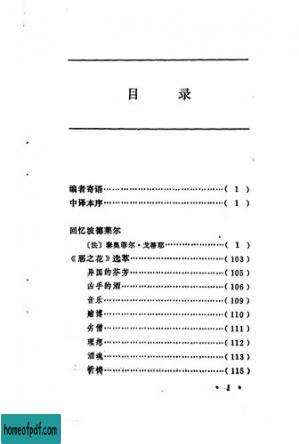 目 录
编者寄语……………………………( 1 )
中译本序……………………………( 1 )
回忆波德莱尔
〔法〕泰奥菲尔·戈蒂耶……………( 1 )
《恶之花》选萃……………………(103)
异国的芬芳………………………(105)
凶手的酒…………………………(106)
音乐………………………………(109)
赌博………………………………(110)
劣僧………………………………(111)
理想………………………………(112)
酒魂………………………………(113)
忻祷………………………………(115)
· 1 ·
homeofpdf.com